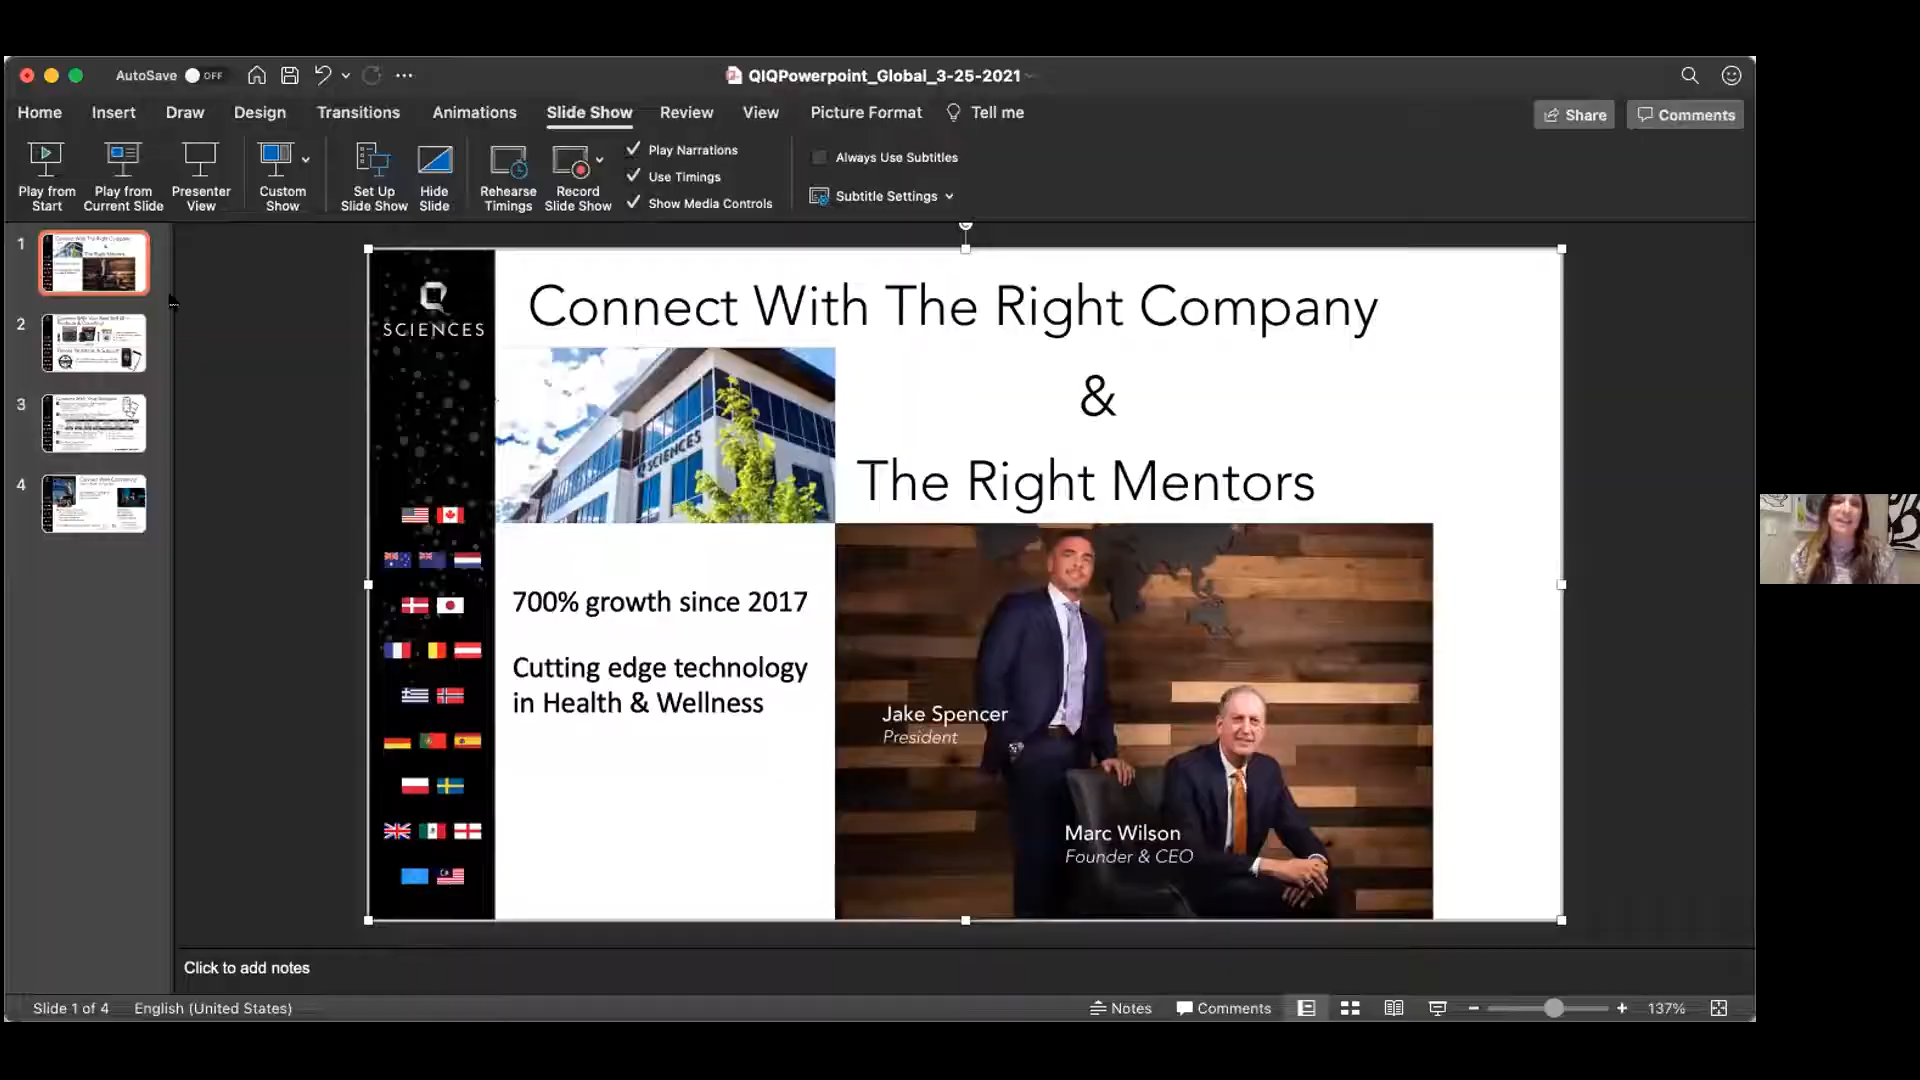 AutoSave OFF
QIQPowerpoint_Global_3-25-2021
Home Insert Draw Design Transitions Animations Slide Show Review View Picture Format Tell me
Share Comments
Play from Start
Play from Current Slide
Presenter View
Custom Show
Set Up Slide Show
Hide Slide
Rehearse Timings
Record Slide Show
Play Narrations
Use Timings
Show Media Controls
Always Use Subtitles
Subtitle Settings
1
2
3
4
SCIENCES
Connect With The Right Company
&
The Right Mentors
SCIENCES
700% growth since 2017
Cutting edge technology
in Health & Wellness
Jake Spencer
President
Marc Wilson
Founder & CEO
Click to add notes
Slide 1 of 4 English (United States)
Notes Comments 137%